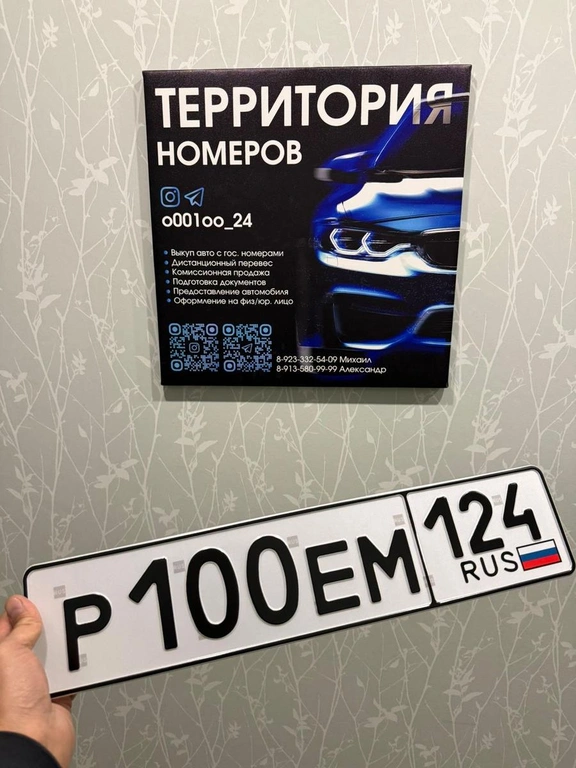 ТЕРРИТОРИЯ
НОМЕРОВ
o001oo_24
Выкуп авто с гос. номерами
Дистанционный перевес
Комиссионная продажа
Подготовка документов
Предоставление автомобиля
Оформление на физ/юр. лицо
8-923-332-54-09 Михаил
8-913-580-99-99 Александр
Р100ЕМ 124
RUS